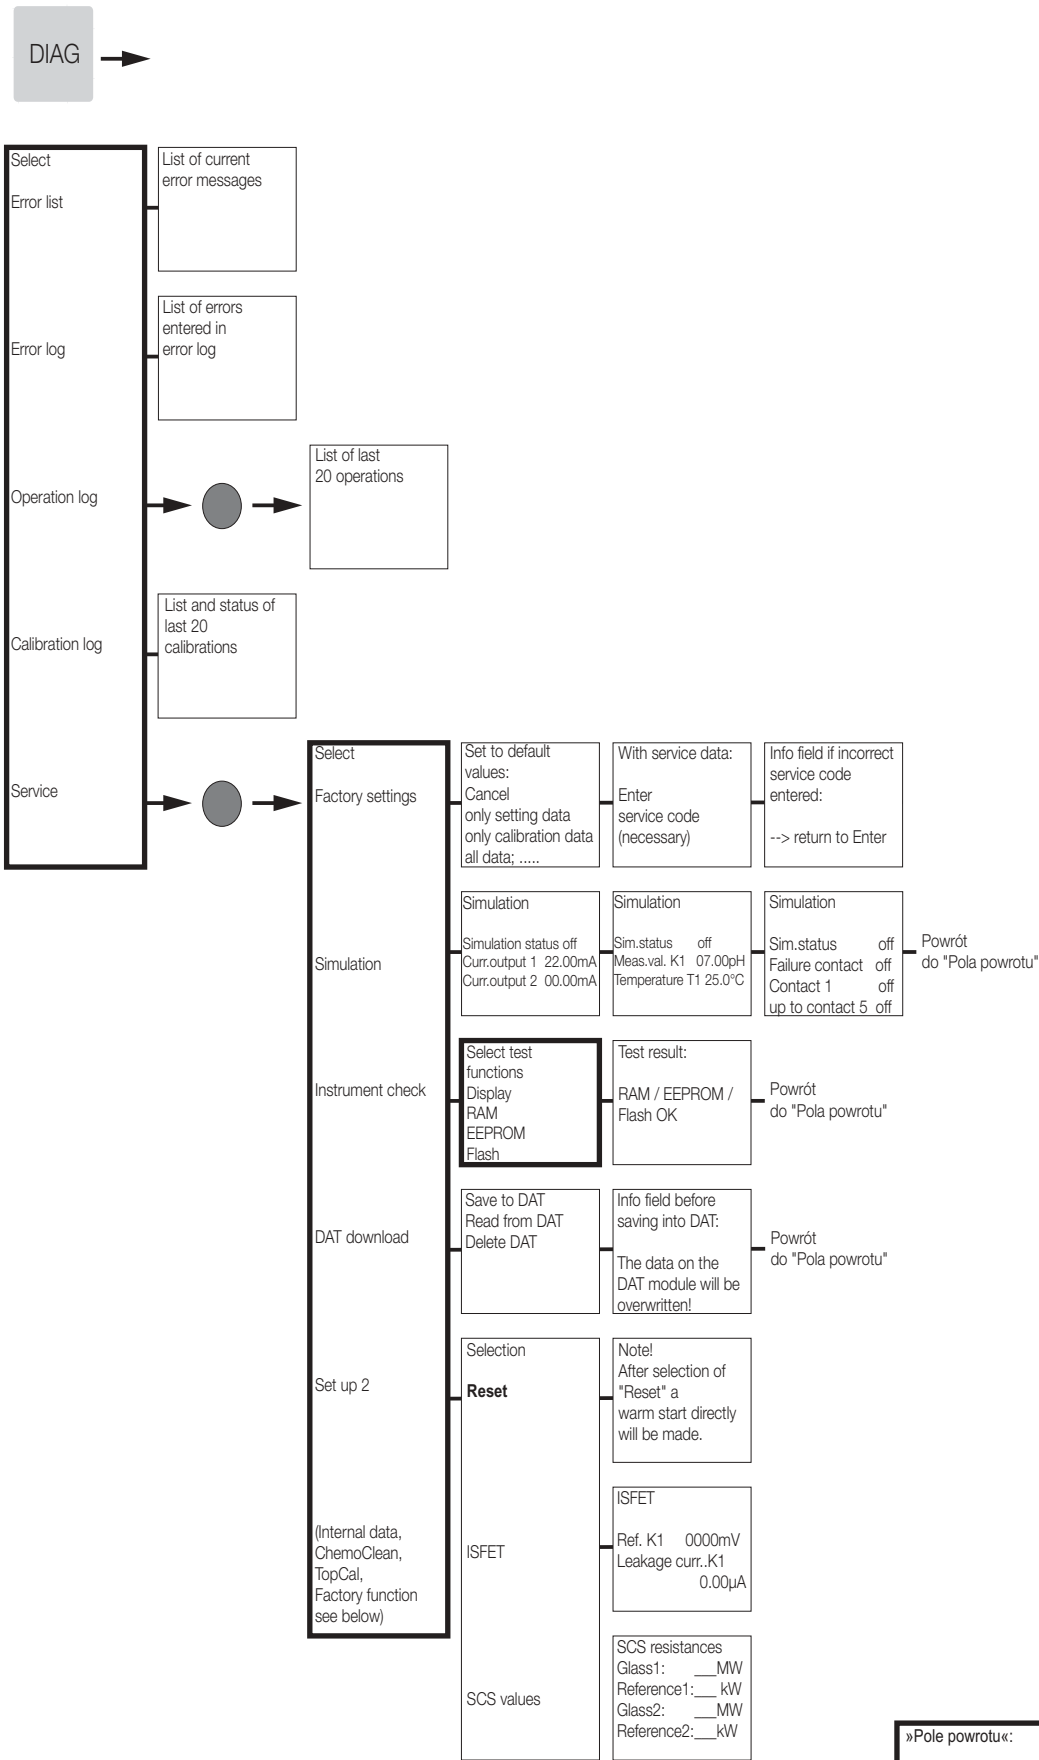 DIAG
Select
Error list
List of current
error messages
Error log
List of errors
entered in
error log
Operation log
List of last
20 operations
Calibration log
List and status of
last 20
calibrations
Service
Select
Factory settings
Set to default
values:
Cancel
only setting data
only calibration data
all data; .....
With service data:
Enter
service code
(necessary)
Info field if incorrect
service code
entered:
--> return to Enter
Simulation
Simulation
Simulation status off
Curr.output 1 22.00mA
Curr.output 2 00.00mA
Simulation
Sim.status off
Meas.val. K1 07.00pH
Temperature T1 25.0°C
Simulation
Sim.status off
Failure contact off
Contact 1 off
up to contact 5 off
Powrót
do "Pola powrotu"
Instrument check
Select test
functions
Display
RAM
EEPROM
Flash
Test result:
RAM / EEPROM /
Flash OK
Powrót
do "Pola powrotu"
DAT download
Save to DAT
Read from DAT
Delete DAT
Info field before
saving into DAT:
The data on the
DAT module will be
overwritten!
Powrót
do "Pola powrotu"
Set up 2
Selection
Reset
Note!
After selection of
"Reset" a
warm start directly
will be made.
(Internal data,
ChemoClean,
TopCal,
Factory function
see below)
ISFET
ISFET
Ref. K1 0000mV
Leakage curr..K1
0.00µA
SCS values
SCS resistances
Glass1: ___MW
Reference1:___ kW
Glass2: ___MW
Reference2:___kW
»Pole powrotu«: